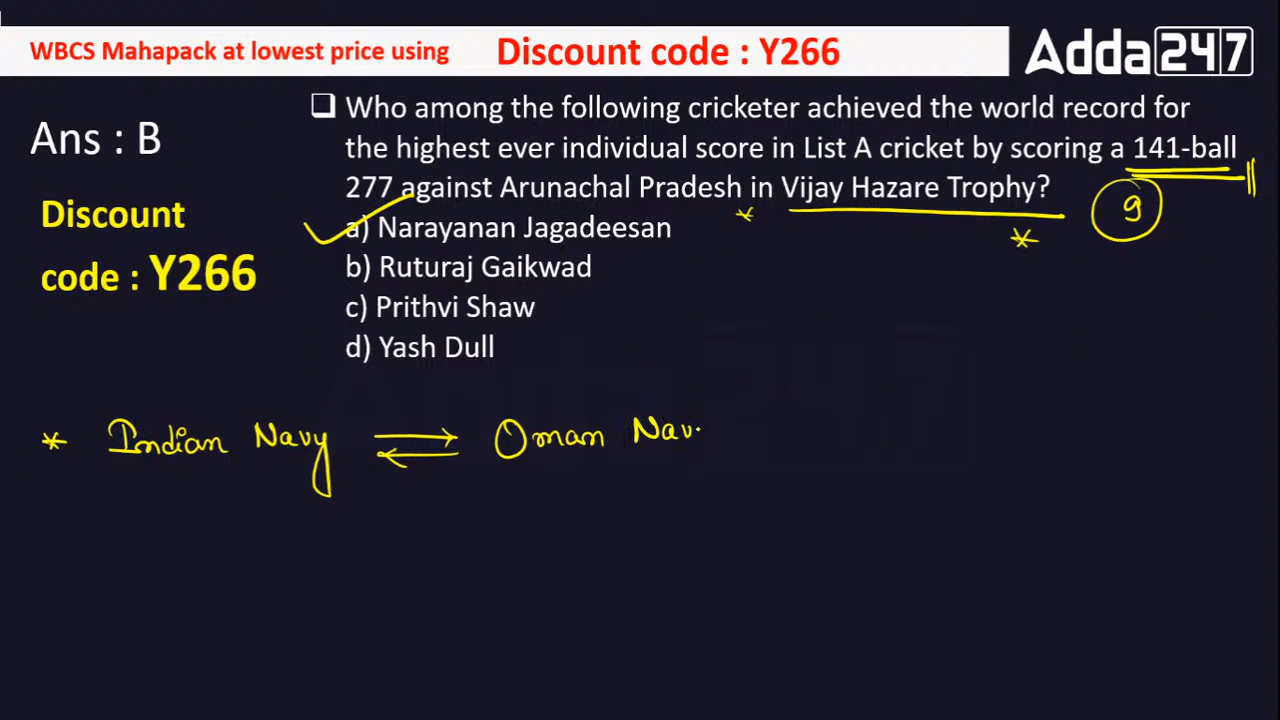 WBCS Mahapack at lowest price using Discount code : Y266
Adda247
Ans : B
Discount
code : Y266
❑ Who among the following cricketer achieved the world record for
the highest ever individual score in List A cricket by scoring a 141-ball
277 against Arunachal Pradesh in Vijay Hazare Trophy?
9
a) Narayanan Jagadeesan
b) Ruturaj Gaikwad
c) Prithvi Shaw
d) Yash Dull
* Indian Navy ⇄ Oman Nav